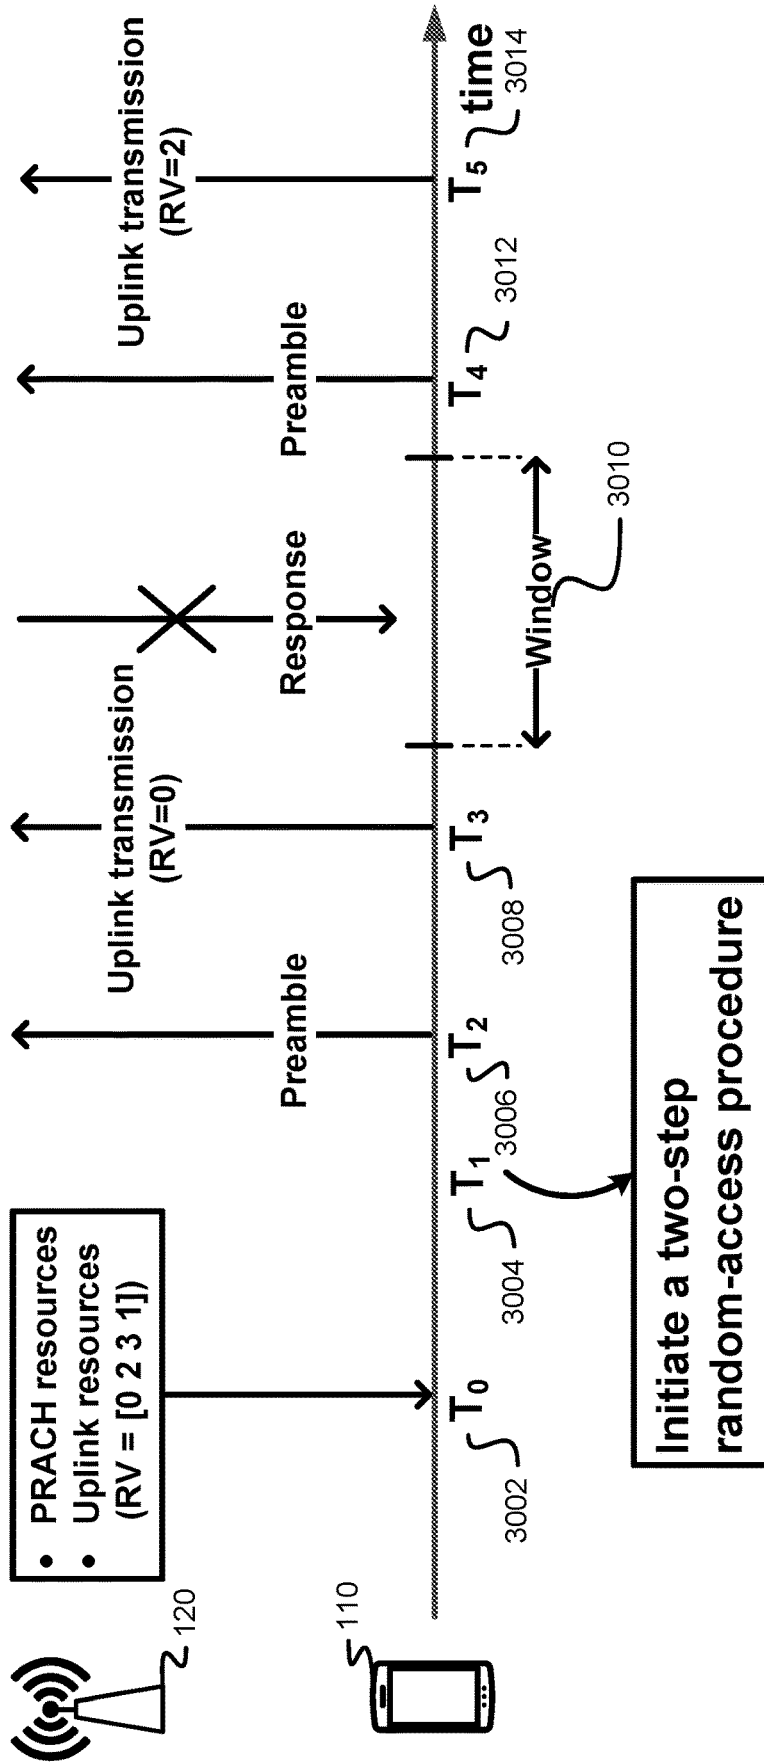 120
110
• PRACH resources
• Uplink resources
(RV = [0 2 3 1])
Preamble
Uplink transmission
(RV=0)
Response
Preamble
Uplink transmission
(RV=2)
T0
T1
T2
T3
T4
T5
time
3002
3004
3006
3008
Window
3010
3012
3014
Initiate a two-step
random-access procedure